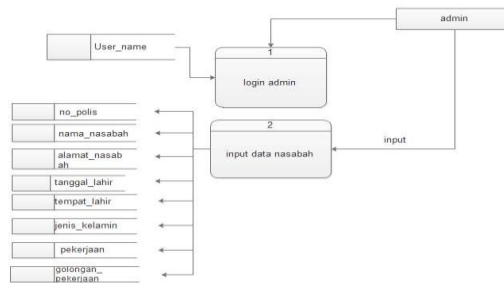 admin
User_name
1
login admin
no_polis
nama_nasabah
alamat_nasab
ah
tanggal_lahir
tempat_lahir
jenis_kelamin
pekerjaan
golongan_
pekerjaan
2
input data nasabah
input